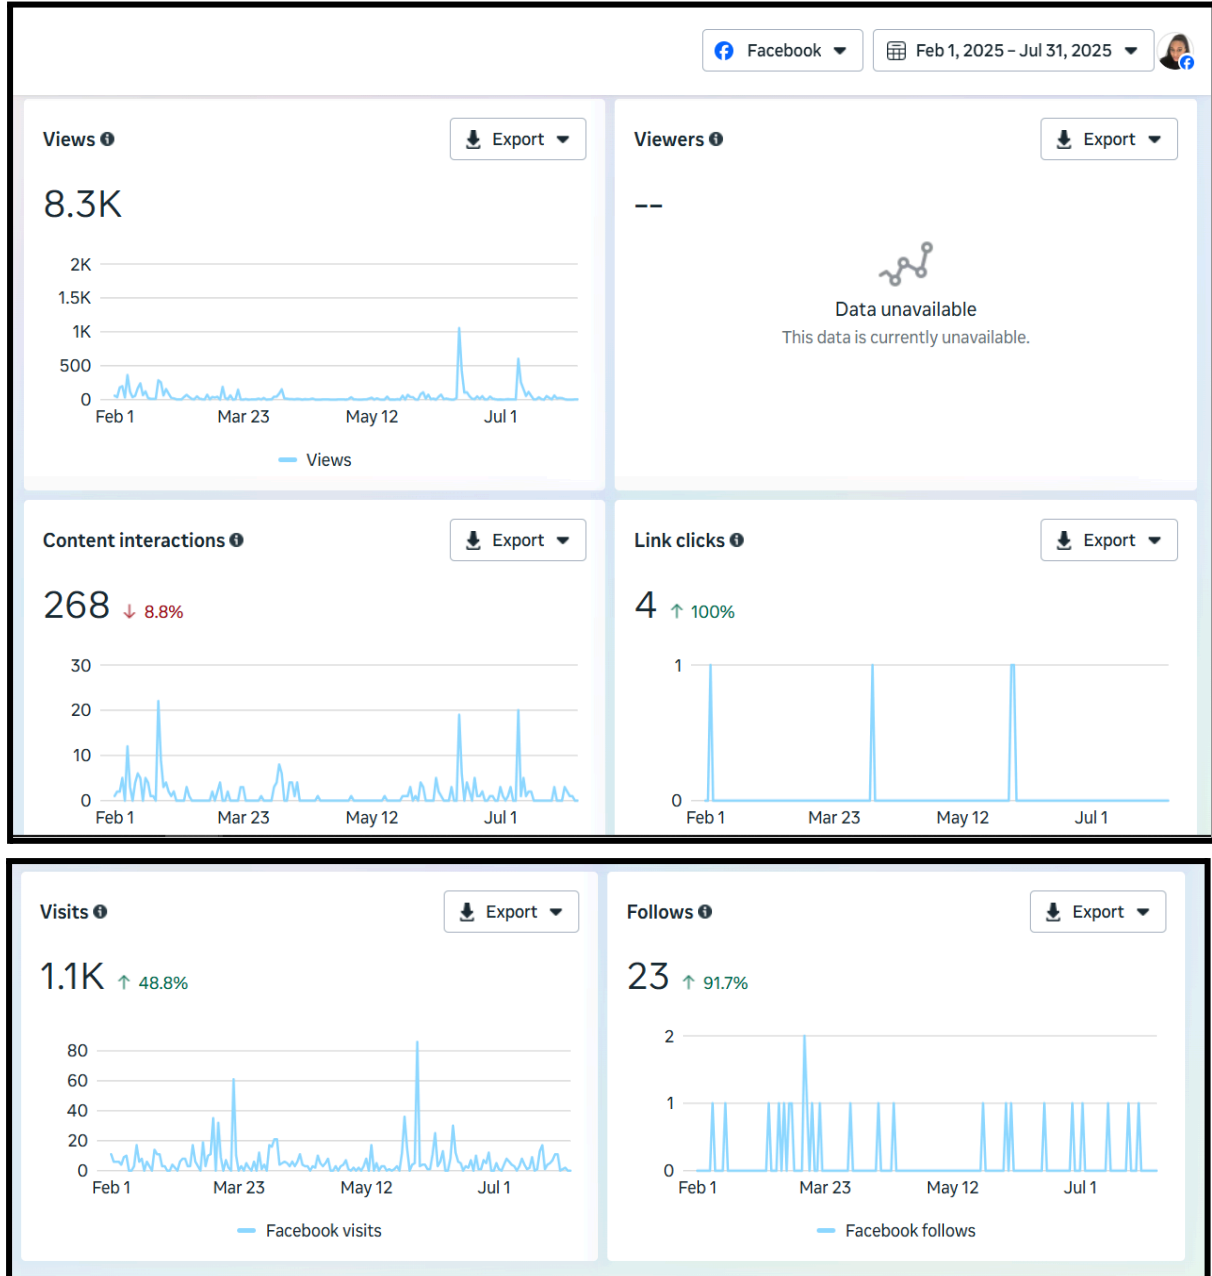 Facebook
Feb 1, 2025 – Jul 31, 2025
Views
Export
8.3K
2K
1.5K
1K
500
0
Feb 1 Mar 23 May 12 Jul 1
Views
Viewers
Export
--
Data unavailable
This data is currently unavailable.
Content interactions
Export
268 ↓ 8.8%
30
20
10
0
Feb 1 Mar 23 May 12 Jul 1
Link clicks
Export
4 ↑ 100%
1
0
Feb 1 Mar 23 May 12 Jul 1
Visits
Export
1.1K ↑ 48.8%
80
60
40
20
0
Feb 1 Mar 23 May 12 Jul 1
Facebook visits
Follows
Export
23 ↑ 91.7%
2
1
0
Feb 1 Mar 23 May 12 Jul 1
Facebook follows